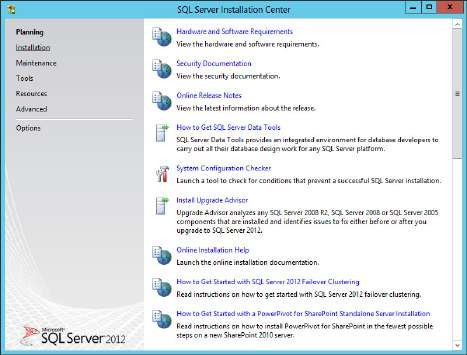 SQL Server Installation Center
Planning
Installation
Maintenance
Tools
Resources
Advanced
Options
Hardware and Software Requirements
View the hardware and software requirements.
Security Documentation
View the security documentation.
Online Release Notes
View the latest information about the release.
How to Get SQL Server Data Tools
SQL Server Data Tools provides an integrated environment for database developers to
carry out all their database design work for any SQL Server platform.
System Configuration Checker
Launch a tool to check for conditions that prevent a successful SQL Server installation.
Install Upgrade Advisor
Upgrade Advisor analyzes any SQL Server 2008 R2, SQL Server 2008 or SQL Server 2005
components that are installed and identifies issues to fix either before or after you
upgrade to SQL Server 2012.
Online Installation Help
Launch the online installation documentation.
How to Get Started with SQL Server 2012 Failover Clustering
Read instructions on how to get started with SQL Server 2012 failover clustering.
How to Get Started with a PowerPivot for SharePoint Standalone Server Installation
Read instructions on how to install PowerPivot for SharePoint in the fewest possible
steps on a new SharePoint 2010 server.
Microsoft
SQL Server 2012